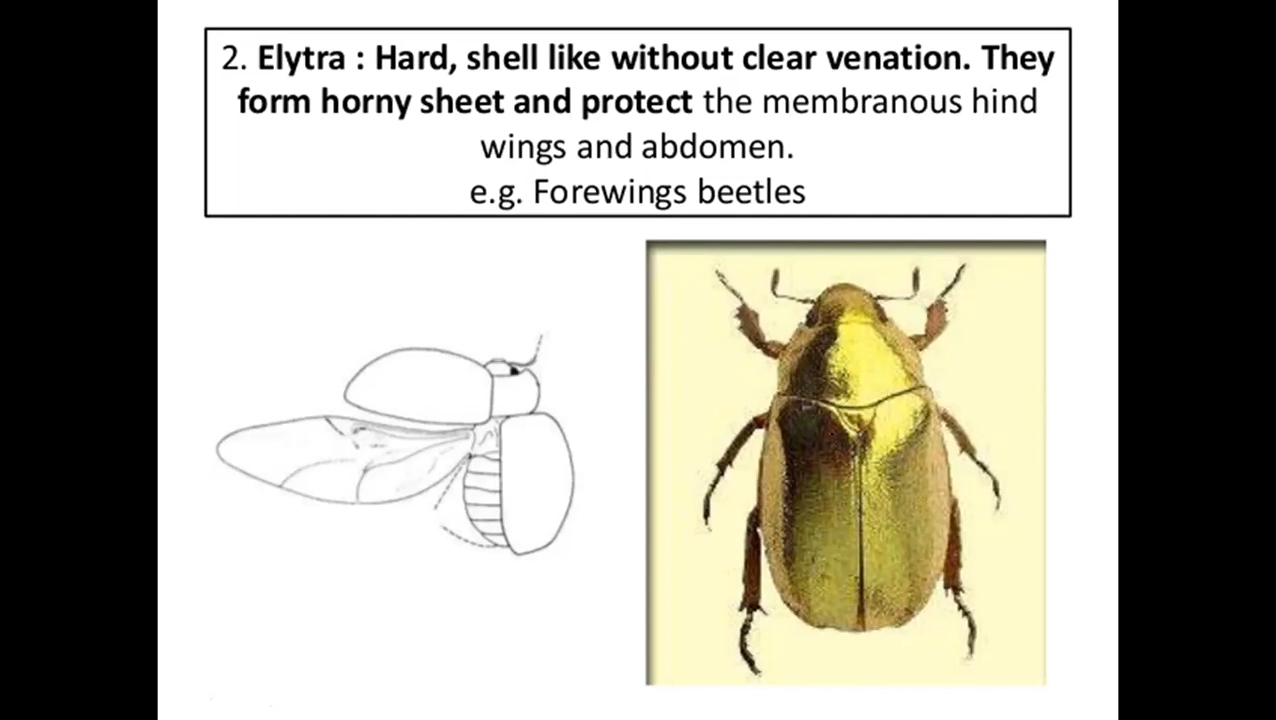 2. Elytra : Hard, shell like without clear venation. They
form horny sheet and protect the membranous hind
wings and abdomen.
e.g. Forewings beetles